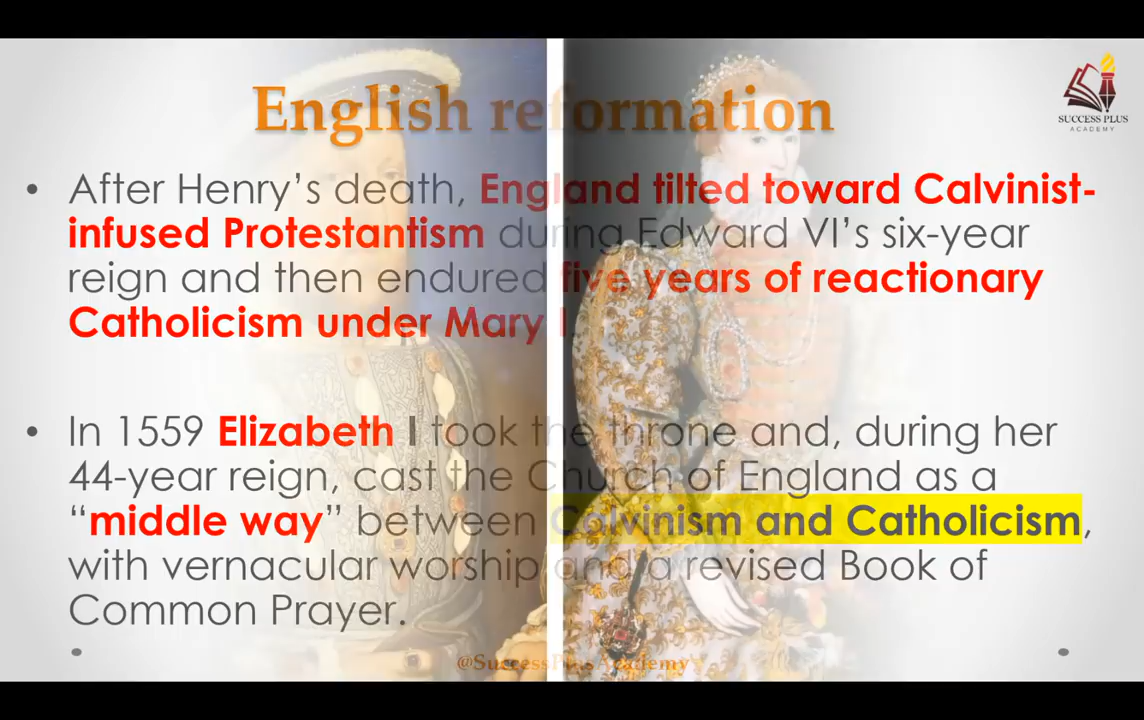 English reformation
SUCCESS PLUS
ACADEMY
• After Henry’s death, England tilted toward Calvinist-
infused Protestantism during Edward VI’s six-year
reign and then endured five years of reactionary
Catholicism under Mary I.
• In 1559 Elizabeth I took the throne and, during her
44-year reign, cast the Church of England as a
“middle way” between Calvinism and Catholicism,
with vernacular worship and a revised Book of
Common Prayer.
@SuccessPlusAcademy